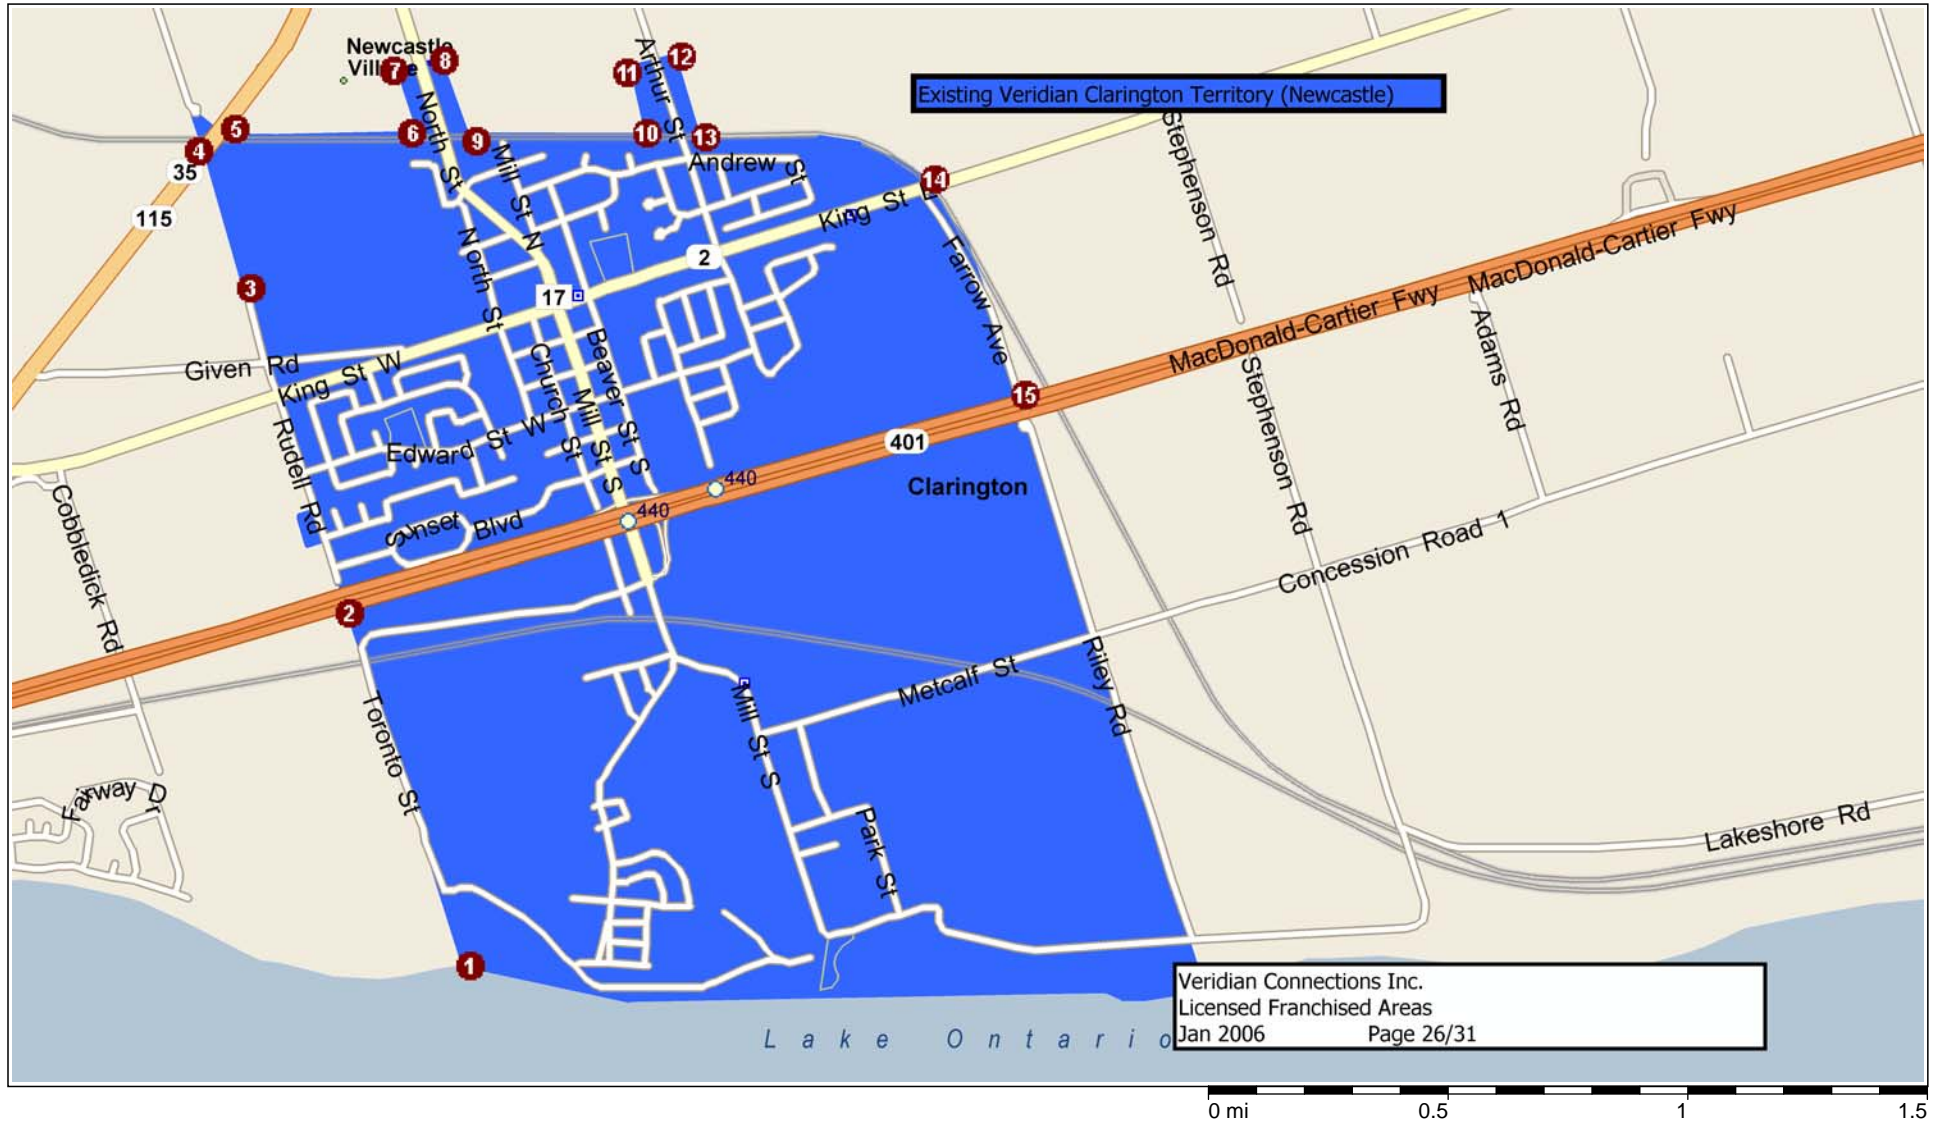 Newcastle
Village
7
8
11
12
Arthur St
Existing Veridian Clarington Territory (Newcastle)
5
6
9
10
13
4
35
115
North St
Mill St N
Andrew St
14
King St E
Stephenson Rd
MacDonald-Cartier Fwy
3
North St
2
17
Farrow Ave
MacDonald-Cartier Fwy
Given Rd
King St W
Church St
Beaver St S
Mill St S
15
Stephenson Rd
Adams Rd
Rudell Rd
Edward St W
401
Clarington
440
440
Sunset Blvd
Cobbledick Rd
Concession Road 1
2
Metcalf St
Riley Rd
Toronto St
Mill St S
Fairway Dr
Park St
Lakeshore Rd
1
Veridian Connections Inc.
Licensed Franchised Areas
Jan 2006 Page 26/31
Lake Ontario
0 mi 0.5 1 1.5